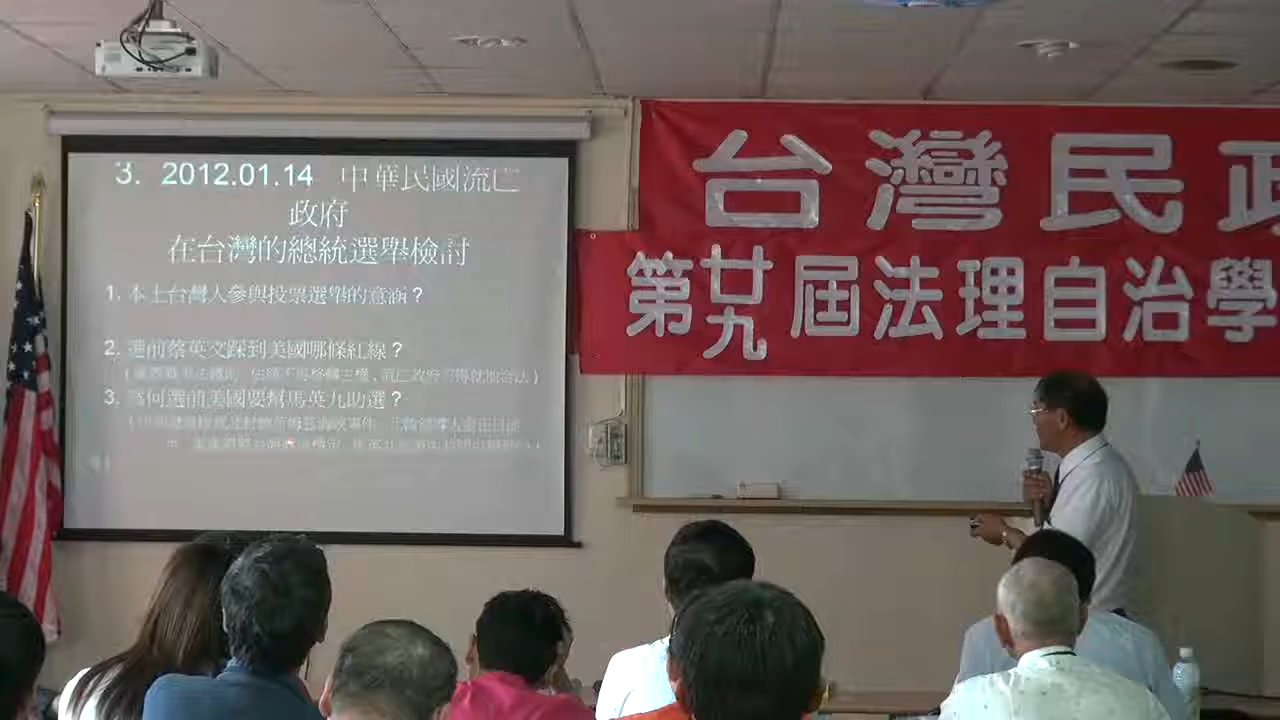 3. 2012.01.14 中華民國流亡
政府
在台灣的總統選舉檢討
1. 本土台灣人參與投票選舉的意涵？
2. 選前蔡英文踩到美國哪條紅線？
3. 為何選前美國要幫馬英九助選？
台灣民政
第廿九屆法理自治學